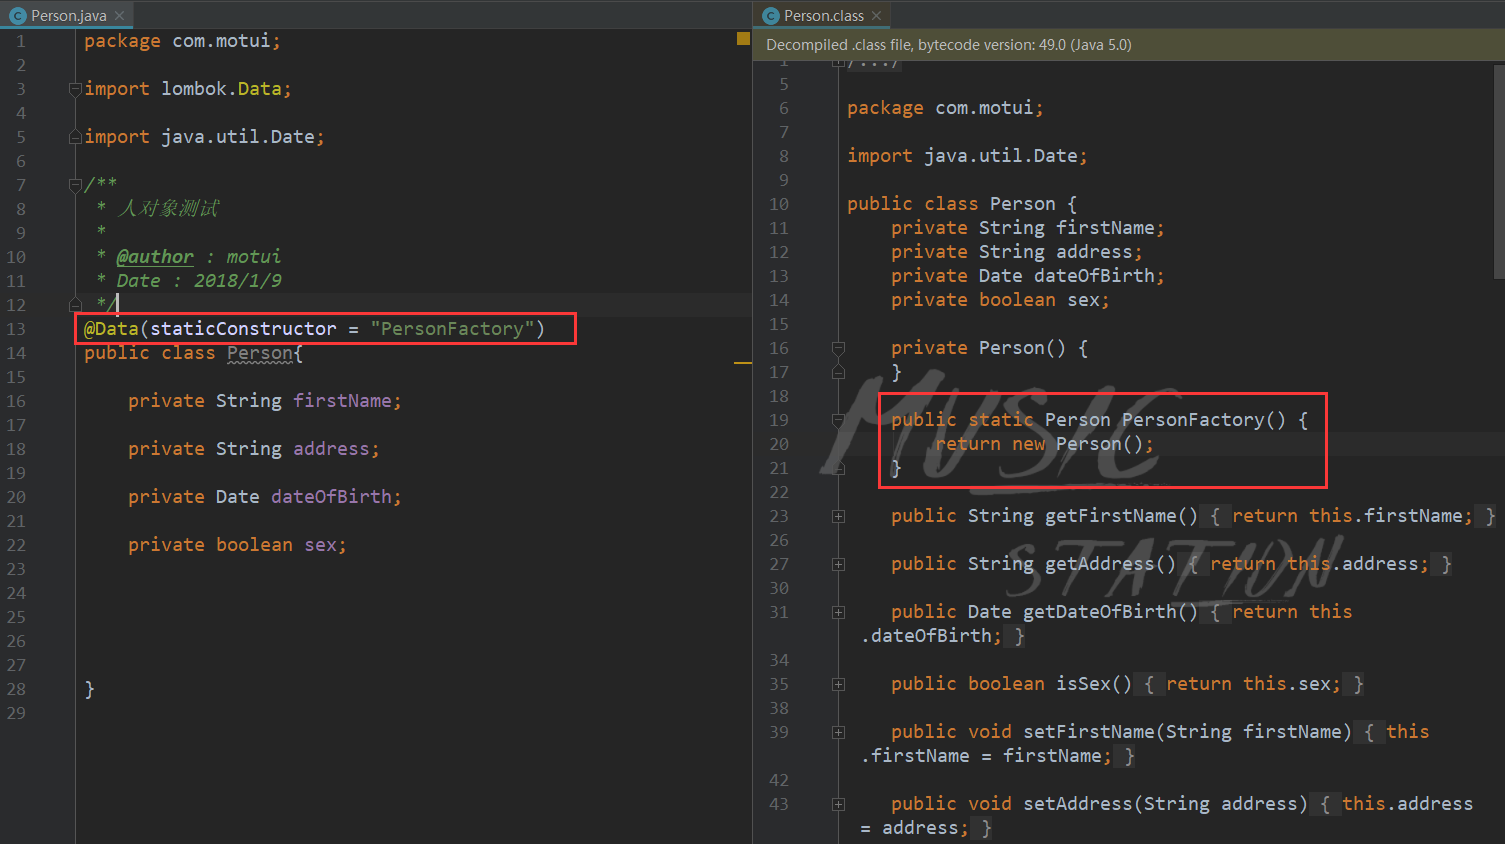 Person.java
1 package com.motui;
2
3 import lombok.Data;
4
5 import java.util.Date;
6
7 /**
8 * 人对象测试
9 *
10 * @author : motui
11 * Date : 2018/1/9
12 */
13 @Data(staticConstructor = "PersonFactory")
14 public class Person{
15
16 private String firstName;
17
18 private String address;
19
20 private Date dateOfBirth;
21
22 private boolean sex;
23
24
25
26
27
28 }
29
Person.class
Decompiled .class file, bytecode version: 49.0 (Java 5.0)
1 /.../
5
6 package com.motui;
7
8 import java.util.Date;
9
10 public class Person {
11 private String firstName;
12 private String address;
13 private Date dateOfBirth;
14 private boolean sex;
15
16 private Person() {
17 }
18
19 public static Person PersonFactory() {
20 return new Person();
21 }
22
23 public String getFirstName() { return this.firstName; }
26
27 public String getAddress() { return this.address; }
30
31 public Date getDateOfBirth() { return this
.dateOfBirth; }
34
35 public boolean isSex() { return this.sex; }
38
39 public void setFirstName(String firstName) { this
.firstName = firstName; }
42
43 public void setAddress(String address) { this.address
= address; }
MUSIC
STATION